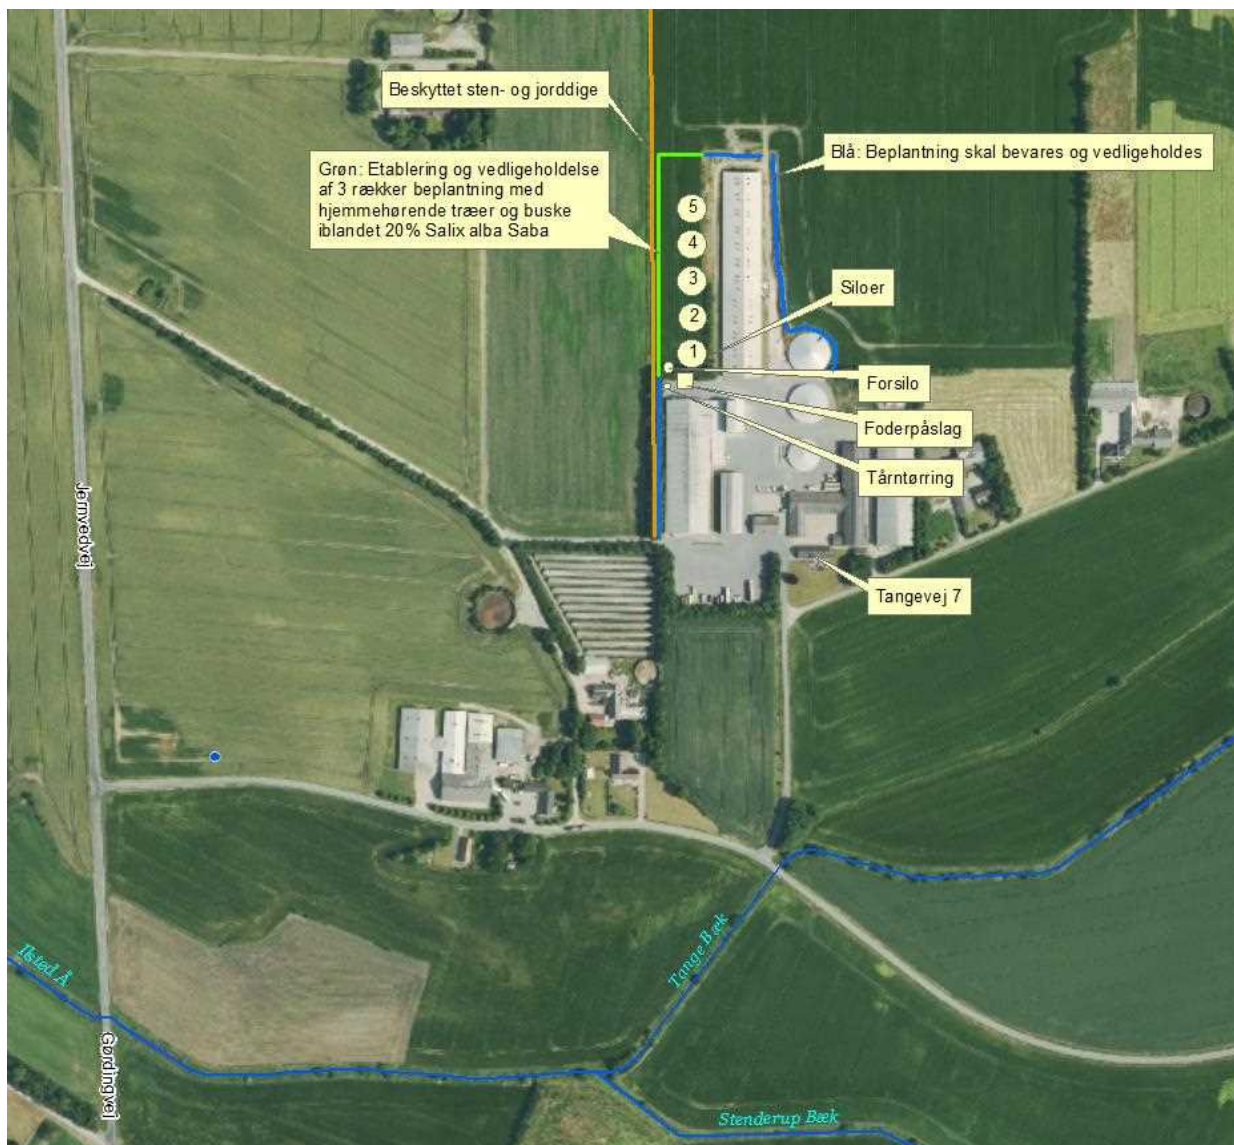 Beskyttet sten- og jorddige
Blå: Beplantning skal bevares og vedligeholdes
Grøn: Etablering og vedligeholdelse
af 3 rækker beplantning med
hjemmehørende træer og buske
iblandet 20% Salix alba Saba
5
4
3
2
1
Siloer
Forsilo
Foderpåslag
Tårntørring
Tangevej 7
Jernvedvej
Ilsted Å
Tange Bæk
Gørdingvej
Stenderup Bæk